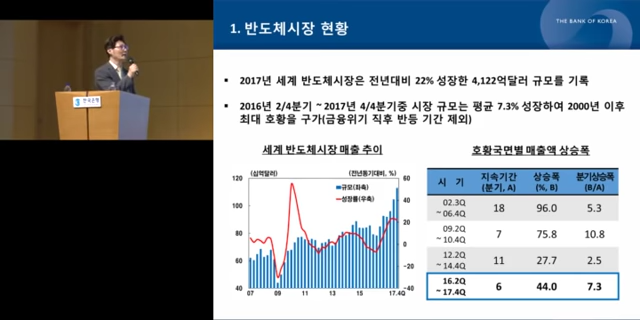 THE BANK OF KOREA
1. 반도체시장 현황
• 2017년 세계 반도체시장은 전년대비 22% 성장한 4,122억달러 규모를 기록
• 2016년 2/4분기 ~ 2017년 4/4분기중 시장 규모는 평균 7.3% 성장하여 2000년 이후
최대 호황을 구가(금융위기 직후 반등 기간 제외)
세계 반도체시장 매출 추이
(십억달러) (전년동기대비, %)
규모(좌축)
성장률(우축)
120 60
100 40
80 20
60 0
40 -20
20 -40
07 09 11 13 15 17.4Q
호황국면별 매출액 상승폭
시 기 지속기간 상승폭 분기상승폭
(분기, A) (%, B) (B/A)
02.3Q
~ 06.4Q 18 96.0 5.3
09.2Q
~ 10.4Q 7 75.8 10.8
12.2Q
~ 14.4Q 11 27.7 2.5
16.2Q
~ 17.4Q 6 44.0 7.3
한국은행